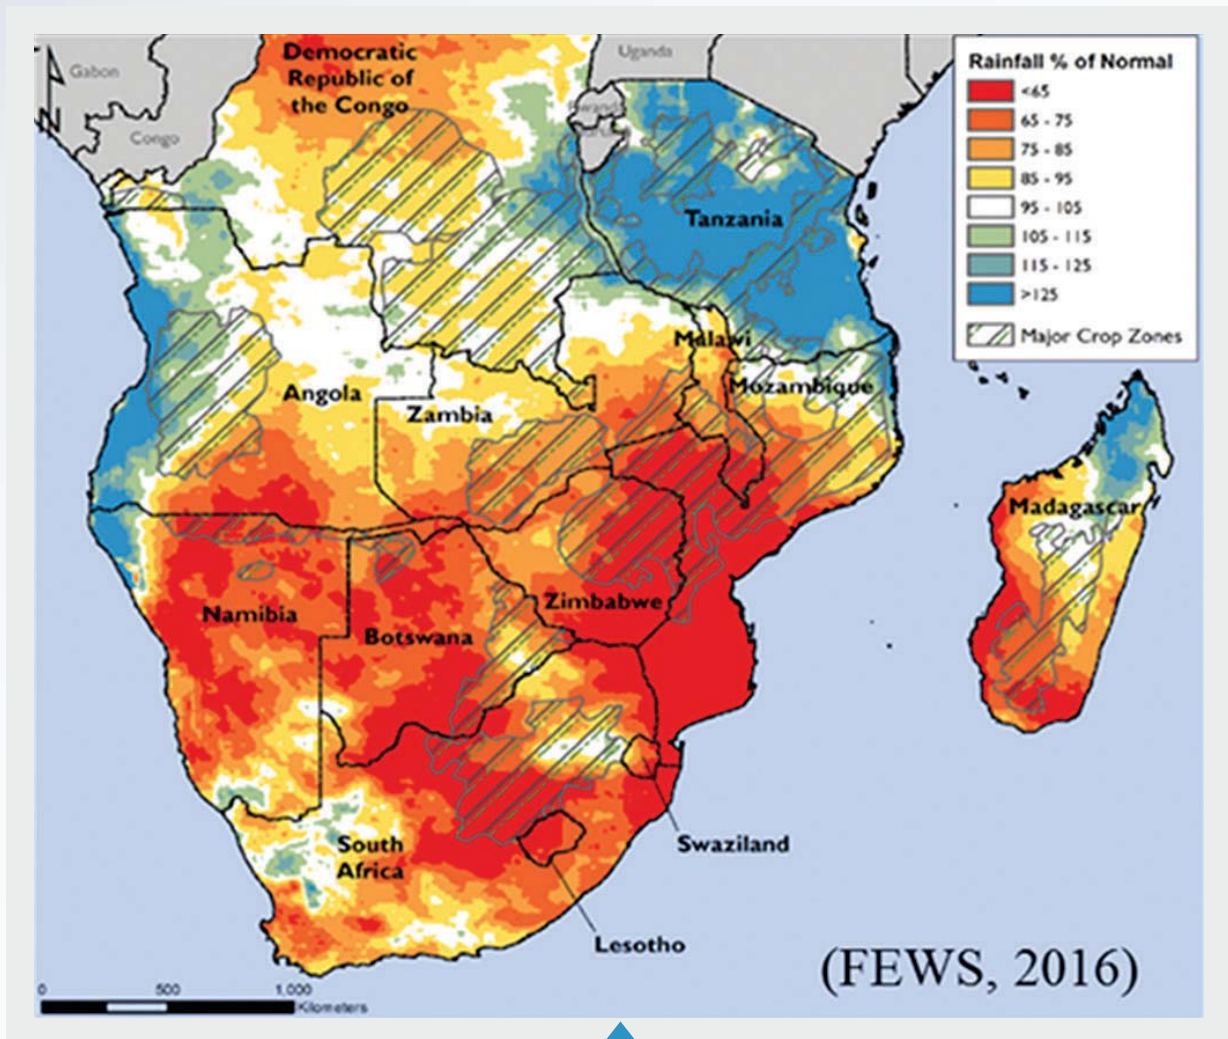 Democratic
Republic of
the Congo
Uganda
Gabon
Congo
Rwanda
Tanzania
Malawi
Mozambique
Angola
Zambia
Madagascar
Namibia
Botswana
Zimbabwe
South
Africa
Swaziland
Lesotho
Rainfall % of Normal
<65
65 - 75
75 - 85
85 - 95
95 - 105
105 - 115
115 - 125
>125
Major Crop Zones
N
(FEWS, 2016)
0 500 1,000
Kilometers